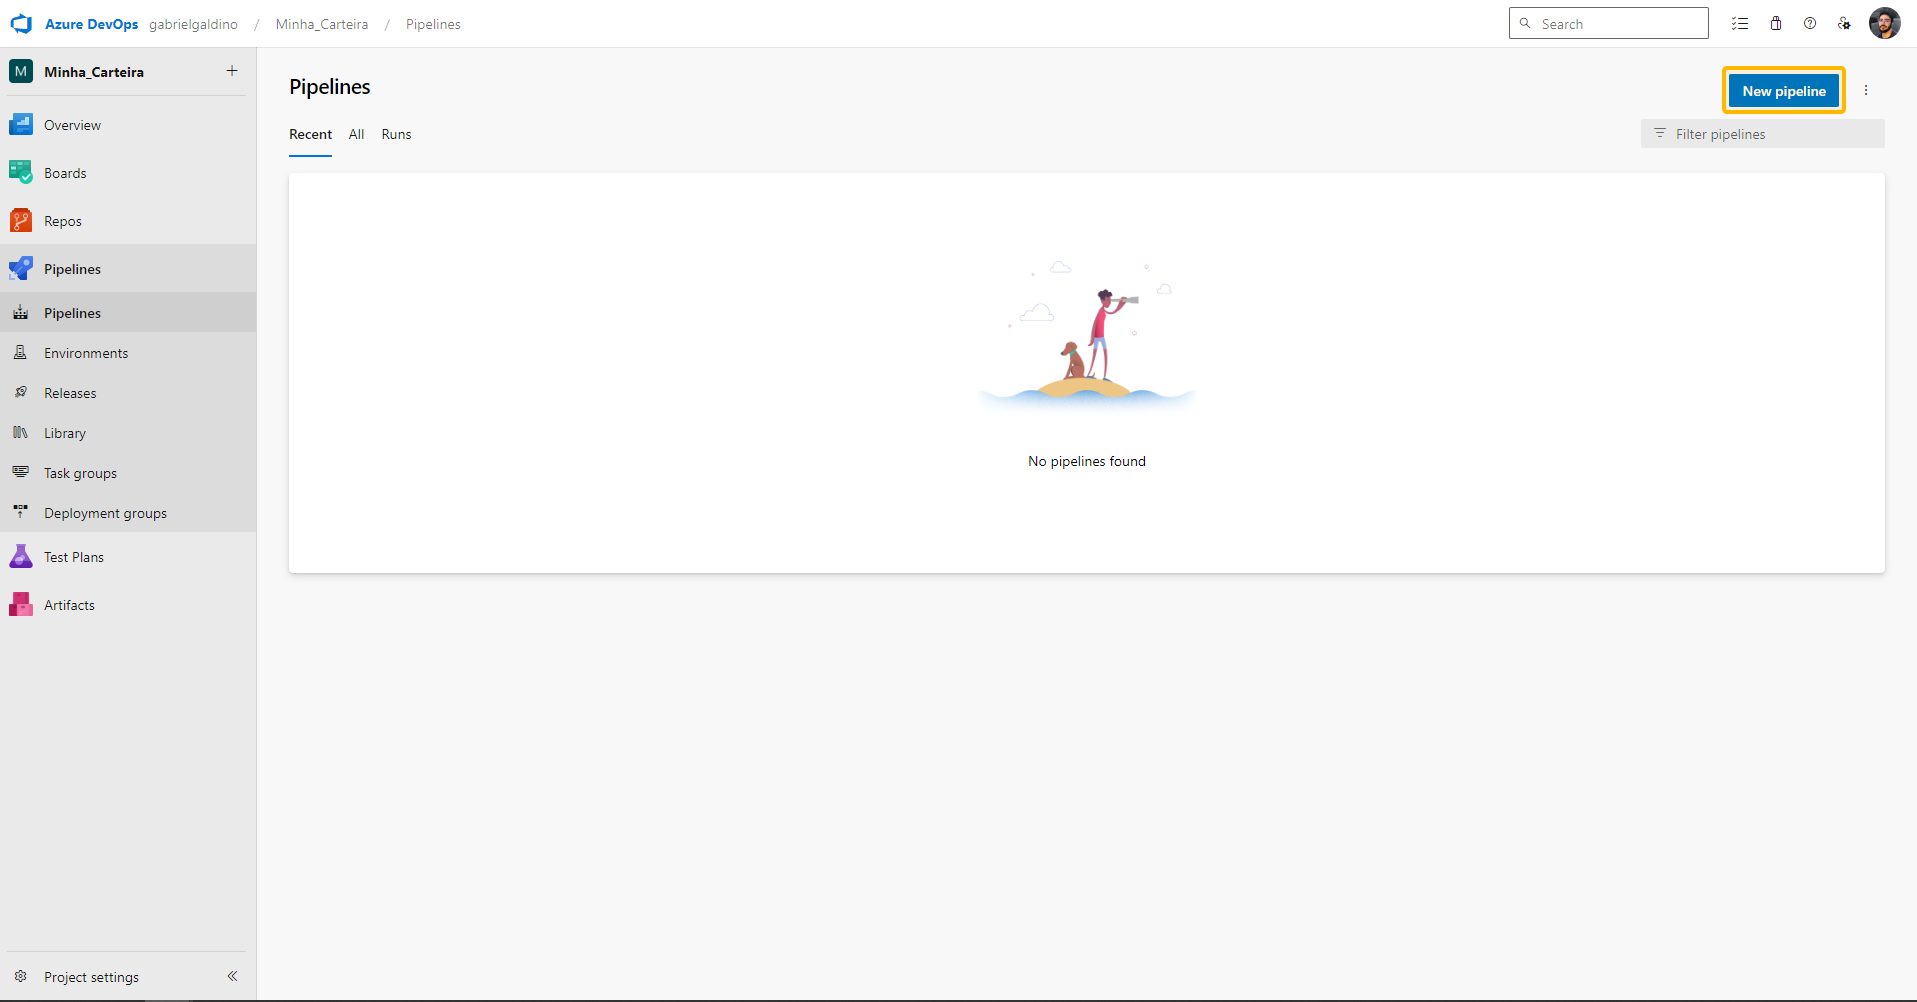 Azure DevOps gabrielgaldino / Minha_Carteira / Pipelines
Search
M Minha_Carteira
Overview
Boards
Repos
Pipelines
Pipelines
Environments
Releases
Library
Task groups
Deployment groups
Test Plans
Artifacts
Project settings
Pipelines
New pipeline
Recent All Runs
Filter pipelines
No pipelines found